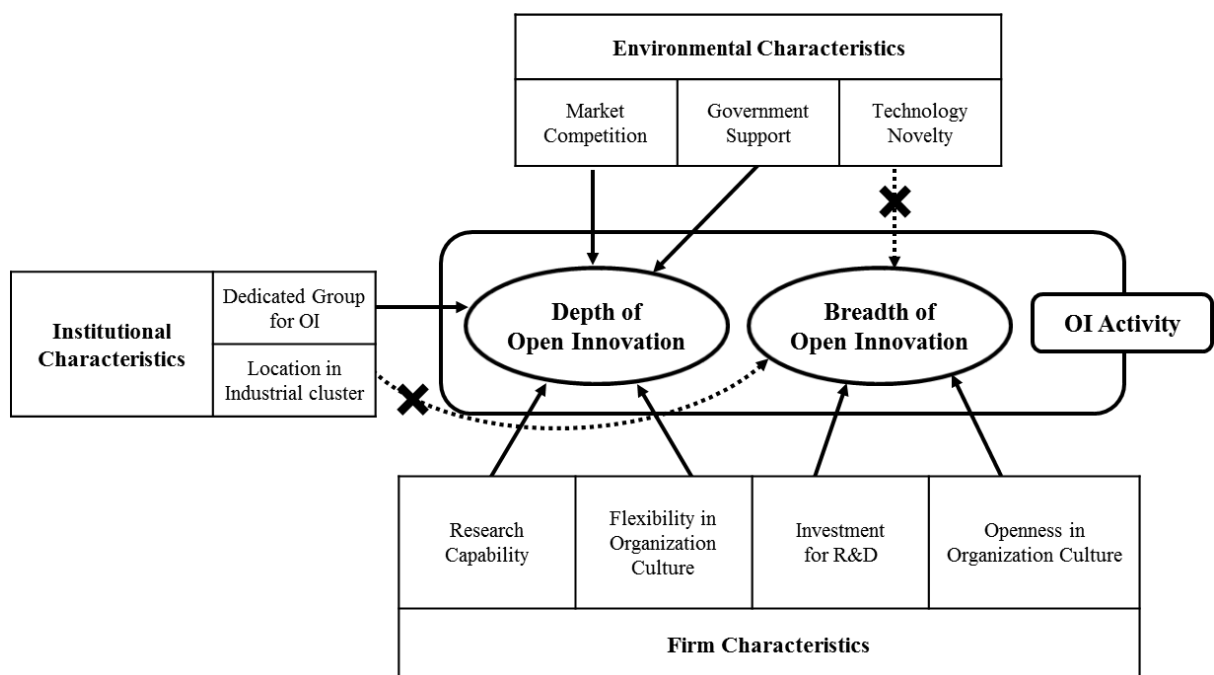 Environmental Characteristics
Market
Competition
Government
Support
Technology
Novelty
Institutional
Characteristics
Dedicated Group
for OI
Location in
Industrial cluster
Depth of
Open Innovation
Breadth of
Open Innovation
OI Activity
Research
Capability
Flexibility in
Organization
Culture
Investment
for R&D
Openness in
Organization Culture
Firm Characteristics